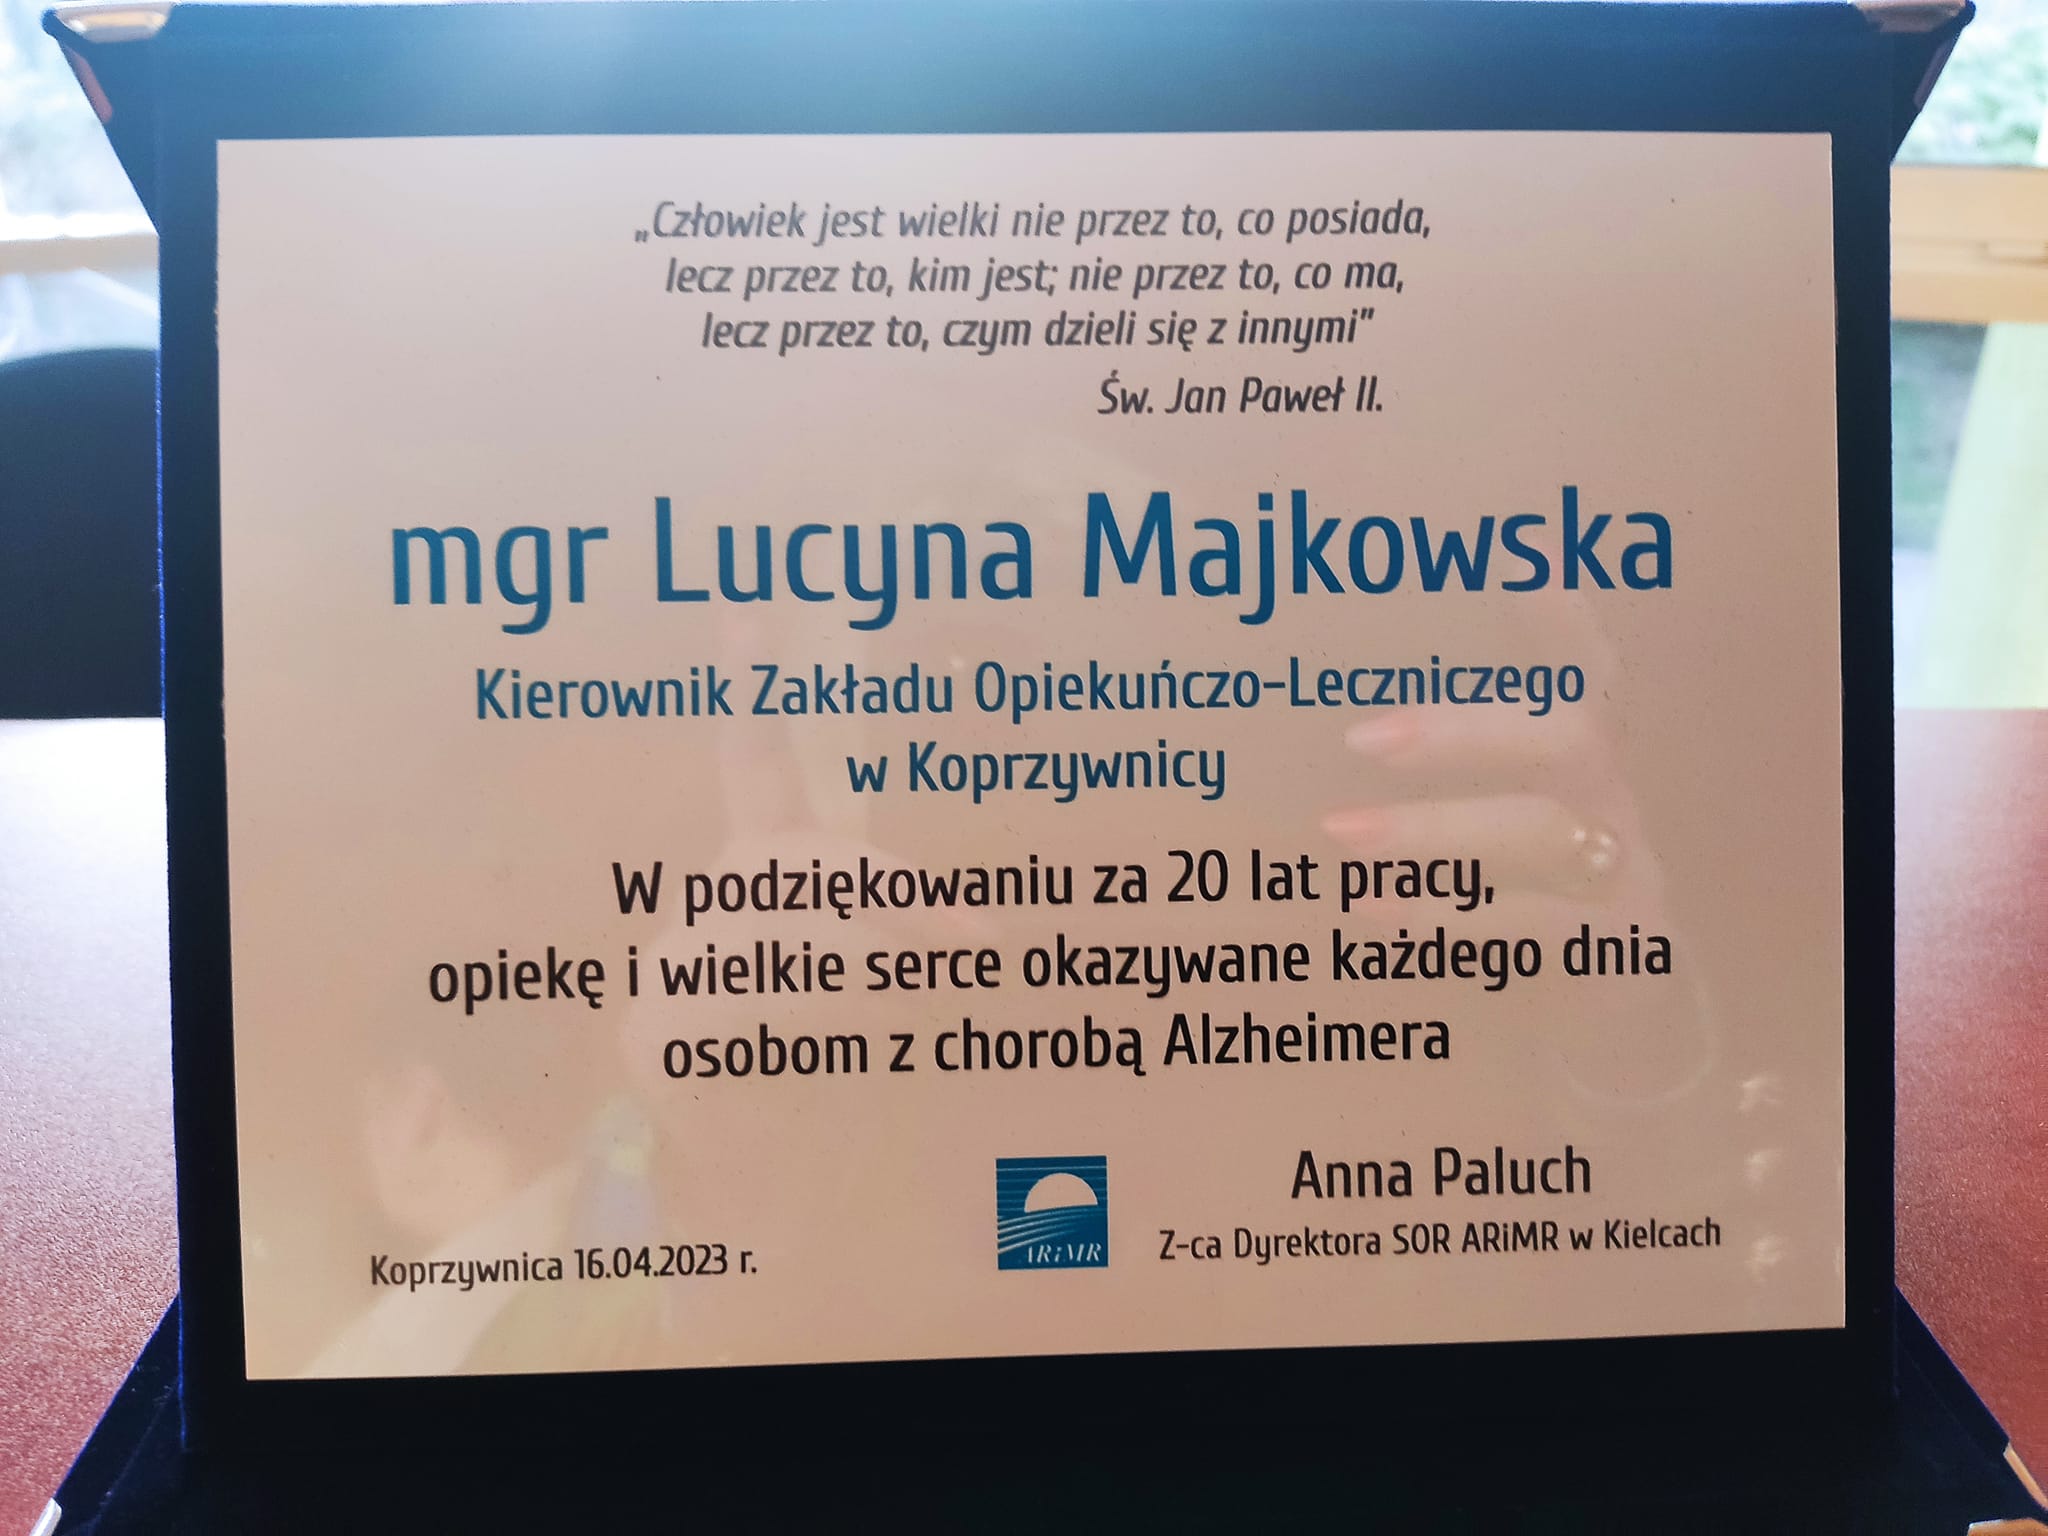 „Człowiek jest wielki nie przez to, co posiada,
lecz przez to, kim jest; nie przez to, co ma,
lecz przez to, czym dzieli się z innymi"
Św. Jan Paweł II.
mgr Lucyna Majkowska
Kierownik Zakładu Opiekuńczo-Leczniczego
w Koprzywnicy
W podziękowaniu za 20 lat pracy,
opiekę i wielkie serce okazywane każdego dnia
osobom z chorobą Alzheimera
Anna Paluch
Z-ca Dyrektora SOR ARiMR w Kielcach
ARiMR
Koprzywnica 16.04.2023 r.